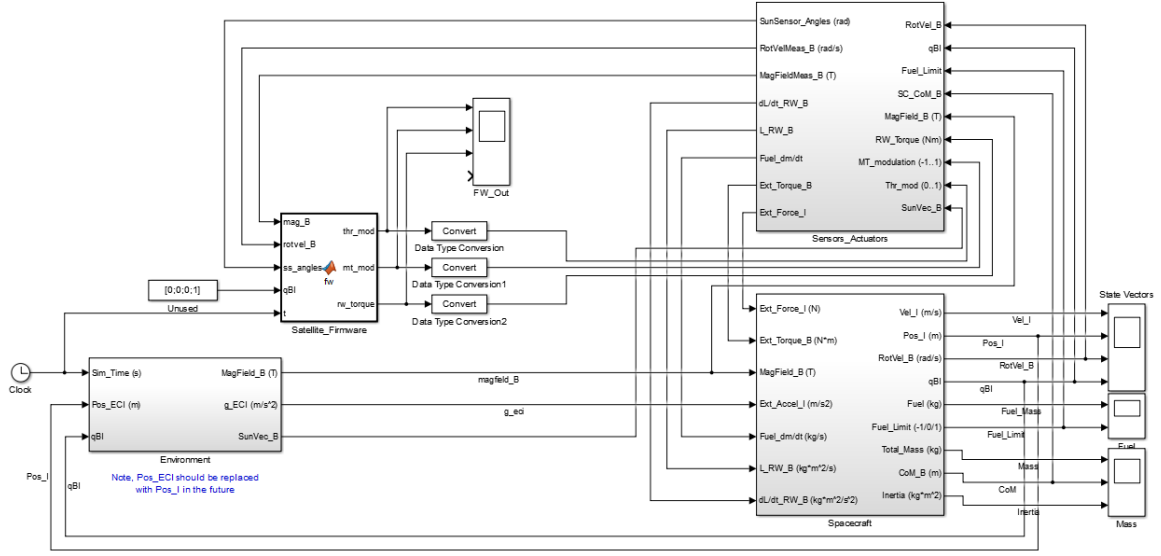 SunSensor_Angles (rad)
RotVelMeas_B (rad/s)
MagFieldMeas_B (T)
dL/dt_RW_B
L_RW_B
Fuel_dm/dt
Ext_Torque_B
Ext_Force_I
RotVel_B
qBI
Fuel_Limit
SC_CoM_B
MagField_B (T)
RW_Torque (Nm)
MT_modulation (-1..1)
Thr_mod (0..1)
SunVec_B
Sensors_Actuators
FW_Out
mag_B
rotvel_B
ss_angles
qBI
t
fw
thr_mod
mt_mod
rw_torque
Satellite_Firmware
Convert
Data Type Conversion
Convert
Data Type Conversion1
Convert
Data Type Conversion2
[0;0;0;1]
Unused
Clock
Sim_Time (s)
Pos_ECI (m)
qBI
MagField_B (T)
g_ECI (m/s^2)
SunVec_B
Environment
Note, Pos_ECI should be replaced
with Pos_I in the future
Pos_I
qBI
magfield_B
g_eci
Ext_Force_I (N)
Ext_Torque_B (N*m)
MagField_B (T)
Ext_Accel_I (m/s2)
Fuel_dm/dt (kg/s)
L_RW_B (kg*m^2/s)
dL/dt_RW_B (kg*m^2/s^2)
Vel_I (m/s)
Pos_I (m)
RotVel_B (rad/s)
qBI
Fuel (kg)
Fuel_Limit (-1/0/1)
Total_Mass (kg)
CoM_B (m)
Inertia (kg*m^2)
Spacecraft
Vel_I
Pos_I
RotVel_B
qBI
Fuel_Mass
Fuel_Limit
Mass
CoM
Inertia
State Vectors
Fuel
Mass